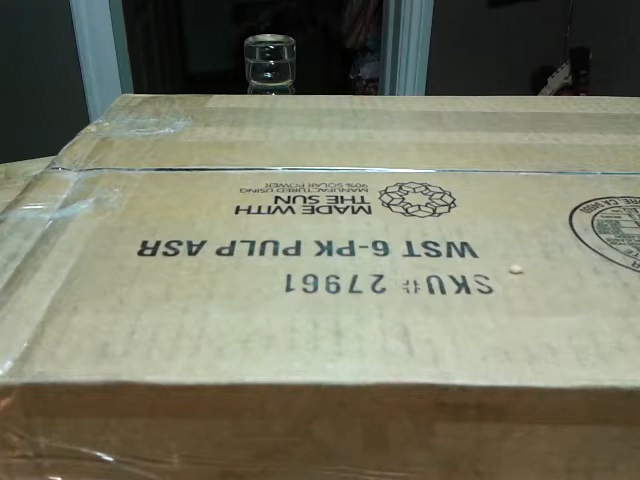 SKU# 27961
WST 6-PK PULP ASR
MADE WITH
THE SUN
MANUFACTURED USING
90% SOLAR POWER